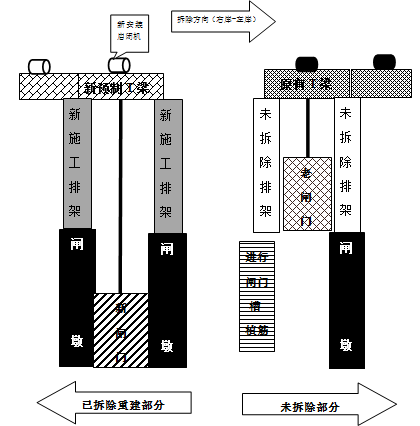 新安装
启闭机
拆除方向（右岸-左岸）
新预制T梁
原有T梁
新施工排架
新施工排架
未拆除排架
未拆除排架
老闸门
闸墩
闸墩
新闸门
进行
闸门
槽
植筋
闸墩
已拆除重建部分
未拆除部分